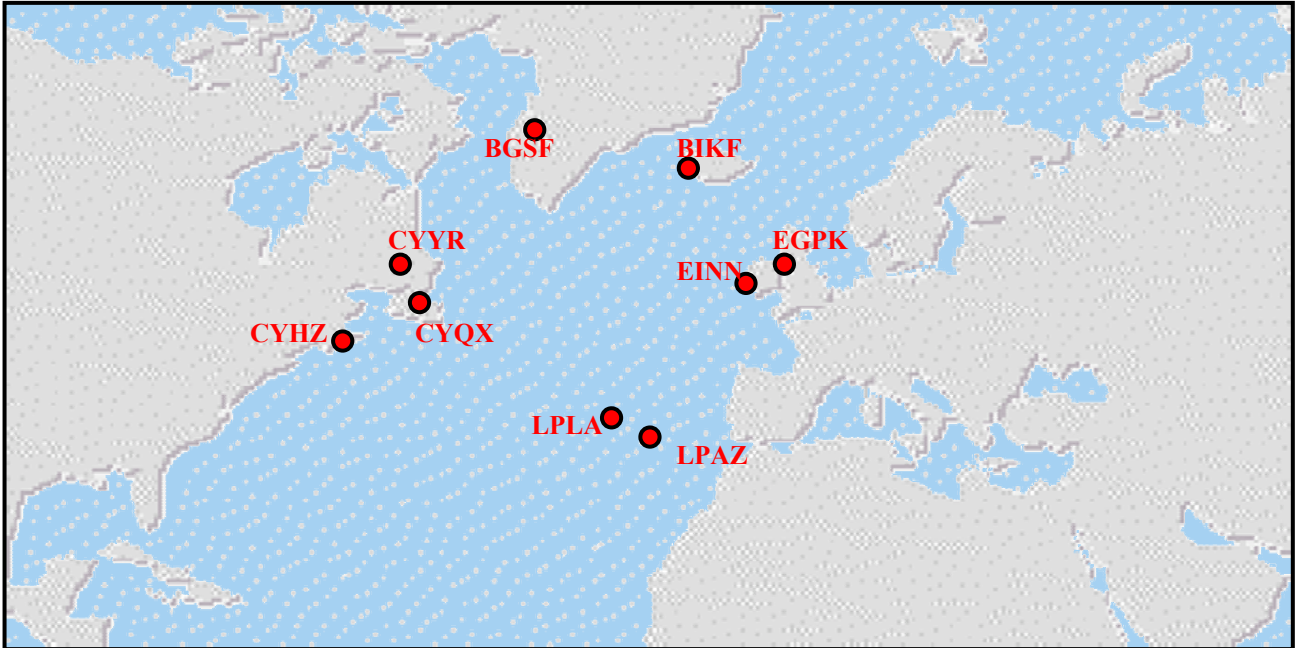 BGSF
BIKF
CYYR
EGPK
EINN
CYHZ
CYQX
LPLA
LPAZ